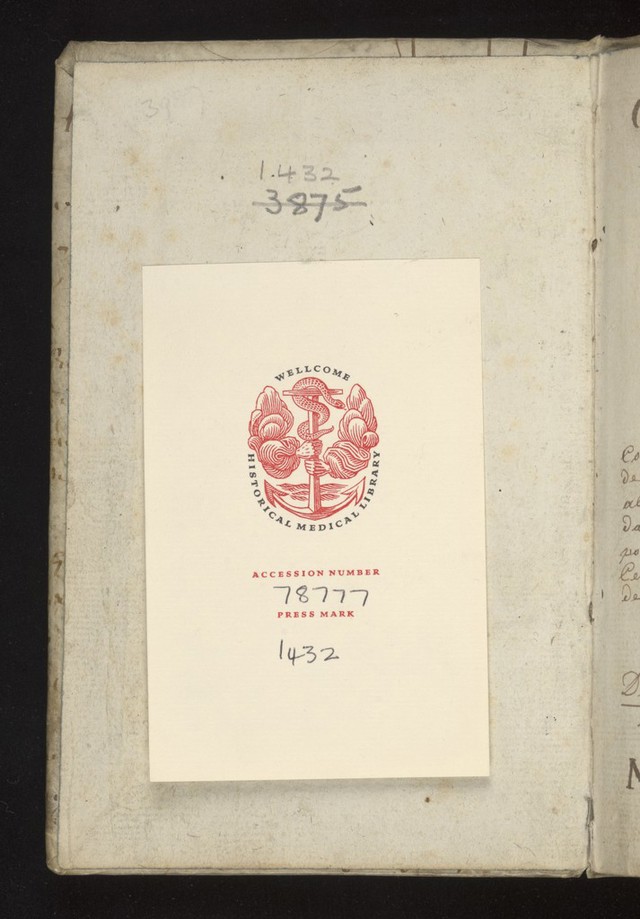 1.432
3875
WELLCOME
HISTORICAL MEDICAL LIBRARY
ACCESSION NUMBER
78777
PRESS MARK
1432